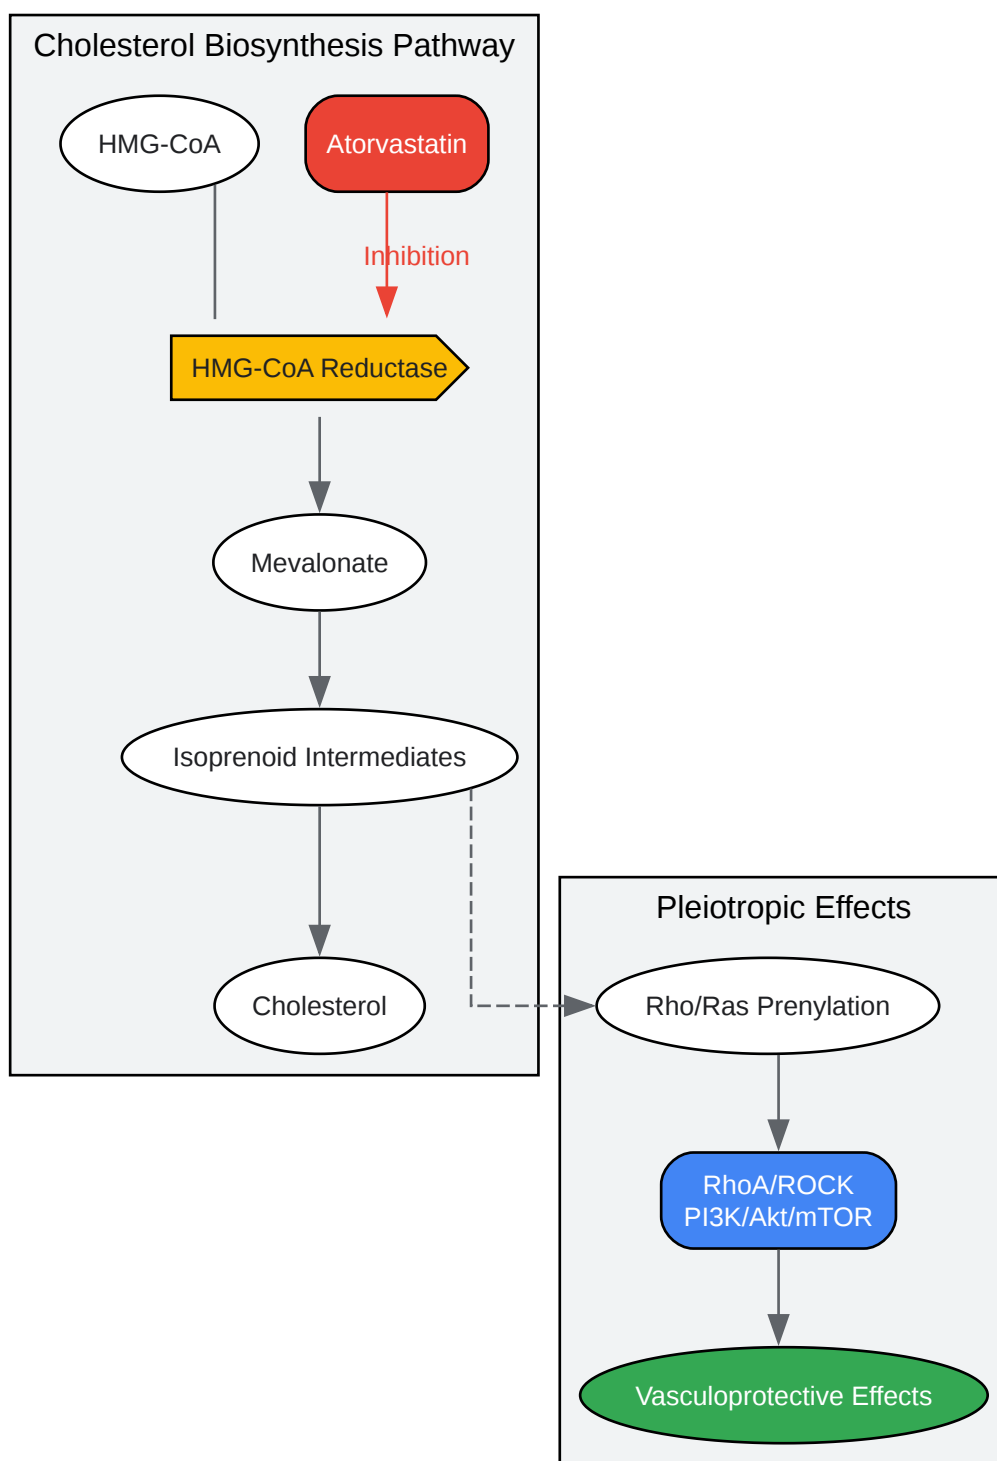 Cholesterol Biosynthesis Pathway
HMG-CoA
Atorvastatin
Inhibition
HMG-CoA Reductase
Mevalonate
Isoprenoid Intermediates
Cholesterol
Pleiotropic Effects
Rho/Ras Prenylation
RhoA/ROCK
PI3K/Akt/mTOR
Vasculoprotective Effects